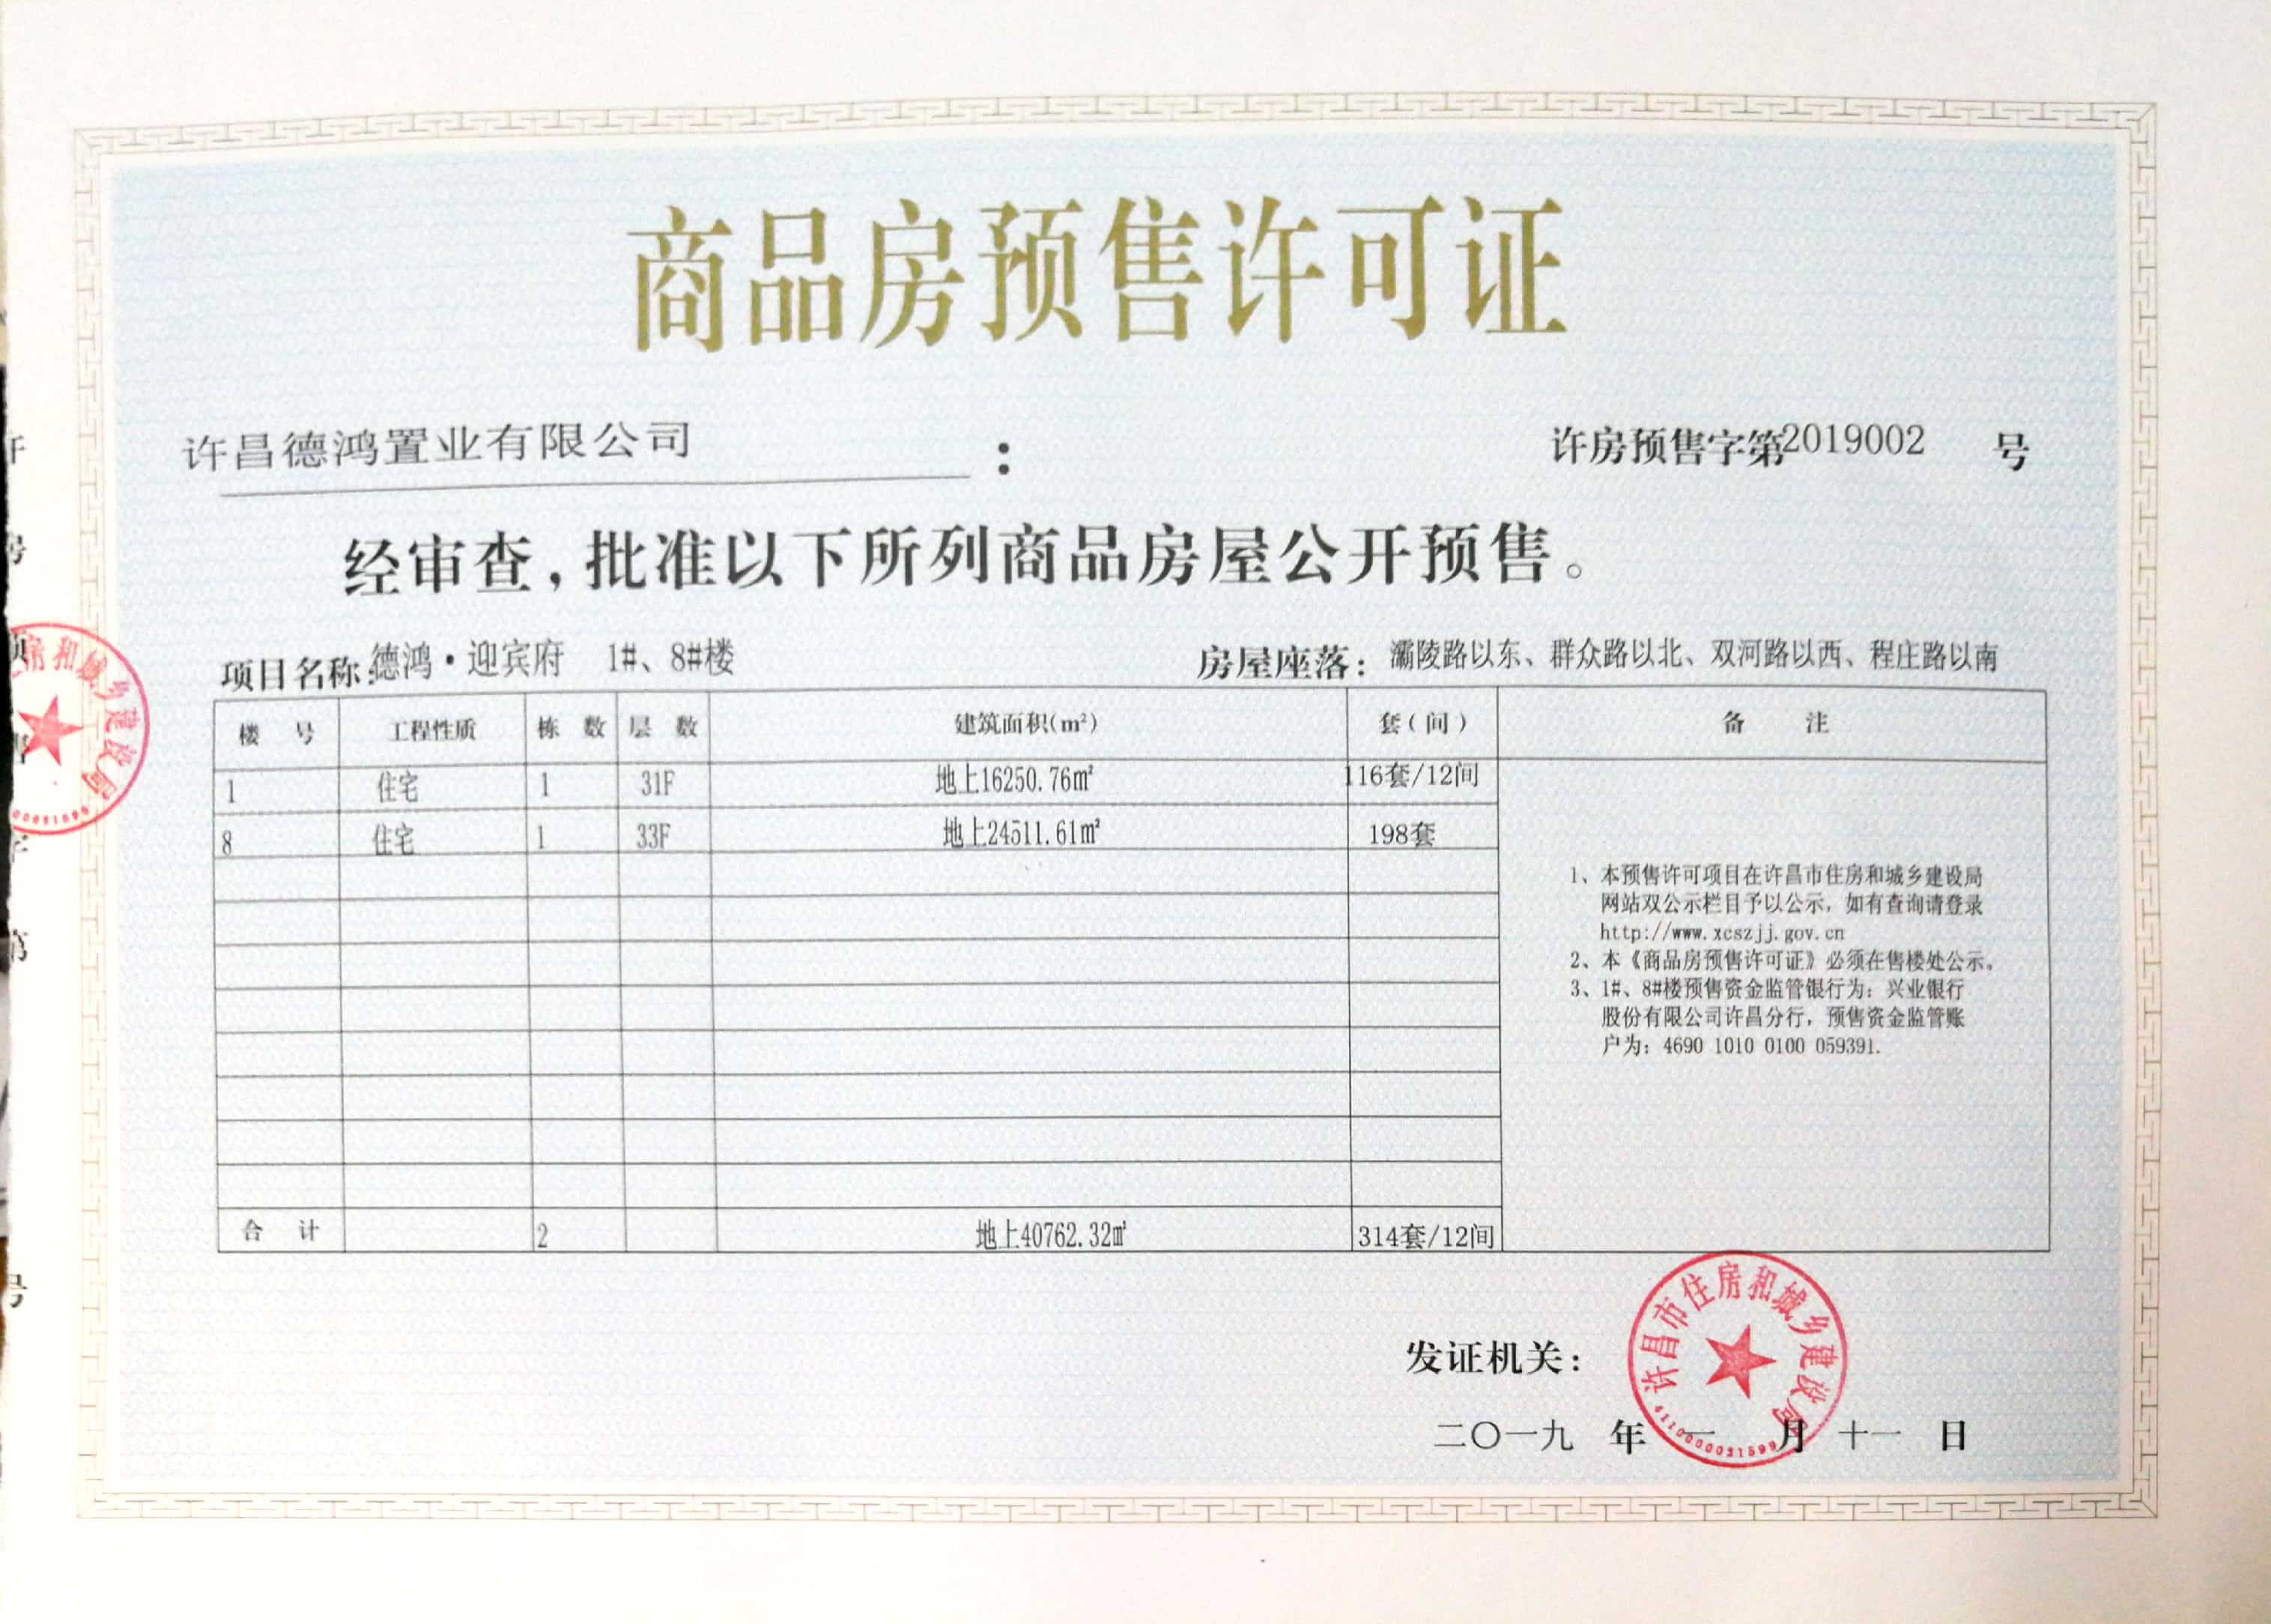 商品房预售许可证
许昌德鸿置业有限公司：
许房预售字第2019002 号
经审查，批准以下所列商品房屋公开预售。
项目名称：德鸿·迎宾府 1#、8#楼
房屋座落：灞陵路以东、群众路以北、双河路以西、程庄路以南
楼号 工程性质 栋数 层数 建筑面积(m²) 套(间) 备注
1 住宅 1 31F 地上16250.76㎡ 116套/12间
8 住宅 1 33F 地上24511.61㎡ 198套
1、本预售许可项目在许昌市住房和城乡建设局
网站双公示栏目予以公示，如有查询请登录
http://www.xcszjj.gov.cn
2、本《商品房预售许可证》必须在售楼处公示。
3、1#、8#楼预售资金监管银行为：兴业银行
股份有限公司许昌分行，预售资金监管账
户为：4690 1010 0100 059391.
合计 2 地上40762.32㎡ 314套/12间
发证机关：
许昌市住房和城乡建设局
二〇一九 年 一 月 十一 日
房和城乡建设局
第
号